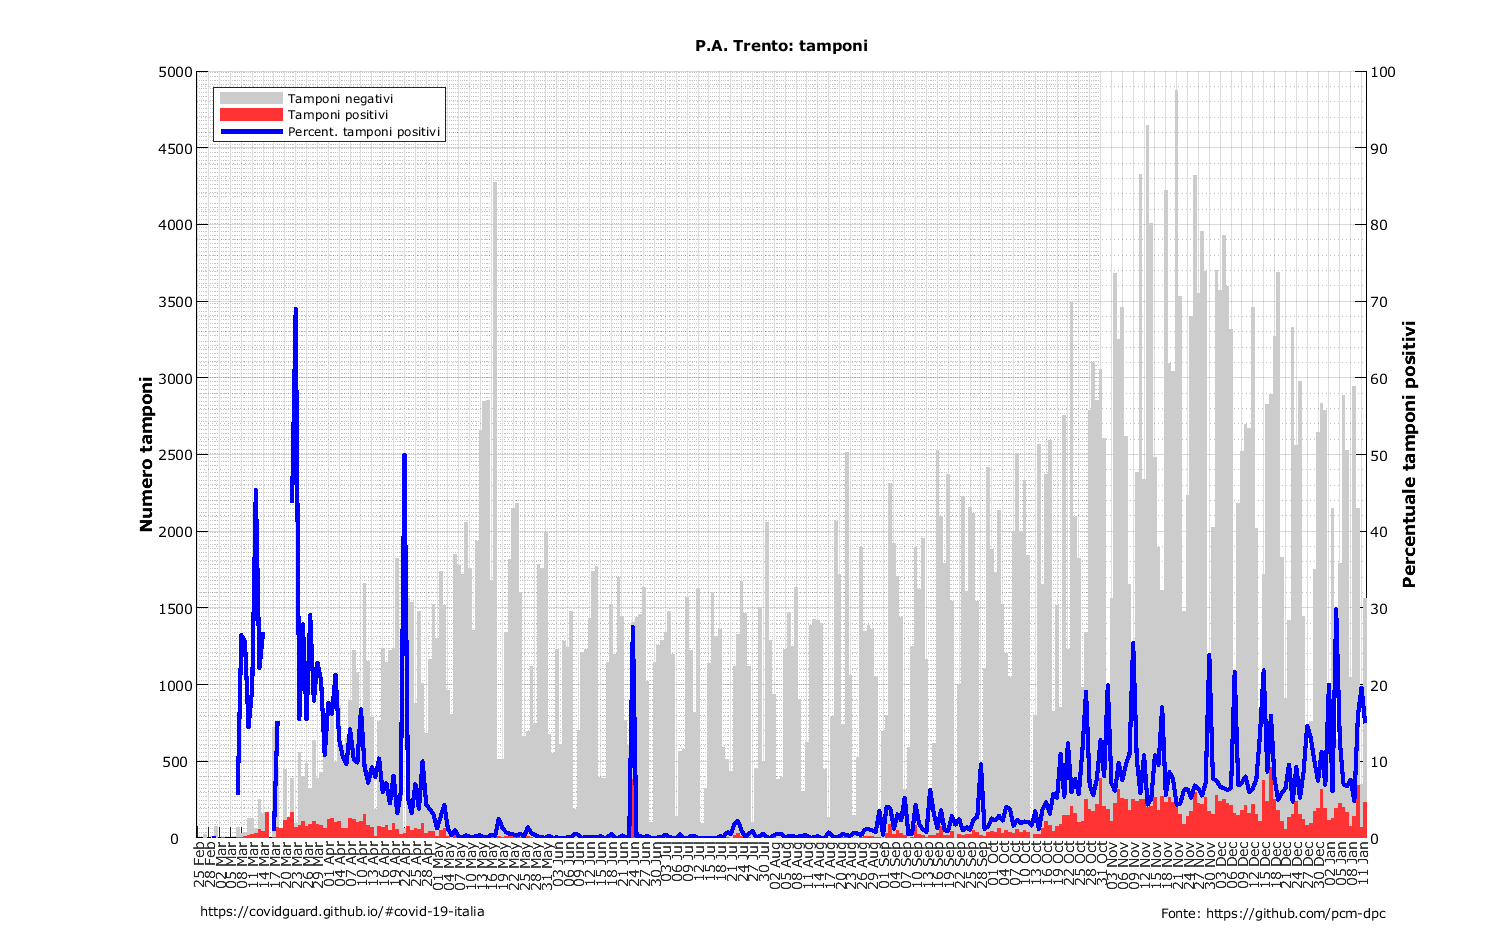 P.A. Trento: tamponi
Tamponi negativi
Tamponi positivi
Percent. tamponi positivi
Numero tamponi
5000
4500
4000
3500
3000
2500
2000
1500
1000
500
0
100
90
80
70
60
50
40
30
20
10
0
Percentuale tamponi positivi
25 Feb
28 Feb
02 Mar
05 Mar
08 Mar
11 Mar
14 Mar
17 Mar
20 Mar
23 Mar
26 Mar
29 Mar
01 Apr
04 Apr
07 Apr
10 Apr
13 Apr
16 Apr
19 Apr
22 Apr
25 Apr
28 Apr
01 May
04 May
07 May
10 May
13 May
16 May
19 May
22 May
25 May
28 May
31 May
03 Jun
06 Jun
09 Jun
12 Jun
15 Jun
18 Jun
21 Jun
24 Jun
27 Jun
30 Jun
03 Jul
06 Jul
09 Jul
12 Jul
15 Jul
18 Jul
21 Jul
24 Jul
27 Jul
30 Jul
02 Aug
05 Aug
08 Aug
11 Aug
14 Aug
17 Aug
20 Aug
23 Aug
26 Aug
29 Aug
01 Sep
04 Sep
07 Sep
10 Sep
13 Sep
16 Sep
19 Sep
22 Sep
25 Sep
28 Sep
01 Oct
04 Oct
07 Oct
10 Oct
13 Oct
16 Oct
19 Oct
22 Oct
25 Oct
28 Oct
31 Oct
03 Nov
06 Nov
09 Nov
12 Nov
15 Nov
18 Nov
21 Nov
24 Nov
27 Nov
30 Nov
03 Dec
06 Dec
09 Dec
12 Dec
15 Dec
18 Dec
21 Dec
24 Dec
27 Dec
30 Dec
02 Jan
05 Jan
08 Jan
11 Jan
https://covidguard.github.io/#covid-19-italia
Fonte: https://github.com/pcm-dpc